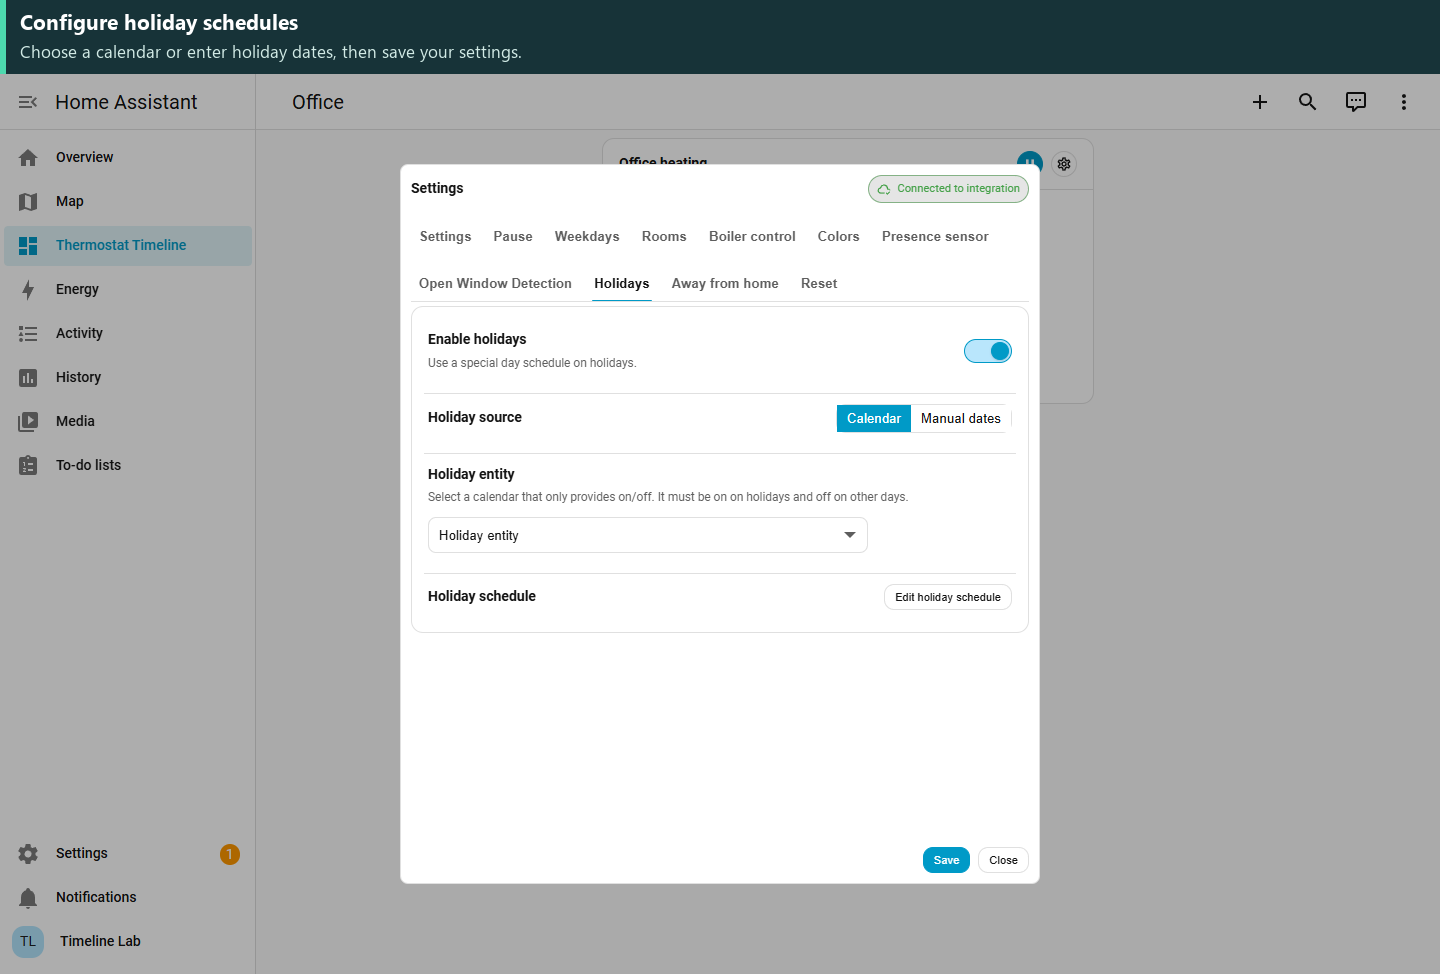 Configure holiday schedules
Choose a calendar or enter holiday dates, then save your settings.
Home Assistant
Office
Overview
Map
Thermostat Timeline
Energy
Activity
History
Media
To-do lists
Settings
1
Notifications
TL
Timeline Lab
Office heating
Settings
Connected to integration
Settings
Pause
Weekdays
Rooms
Boiler control
Colors
Presence sensor
Open Window Detection
Holidays
Away from home
Reset
Enable holidays
Use a special day schedule on holidays.
Holiday source
Calendar
Manual dates
Holiday entity
Select a calendar that only provides on/off. It must be on on holidays and off on other days.
Holiday entity
Holiday schedule
Edit holiday schedule
Save
Close